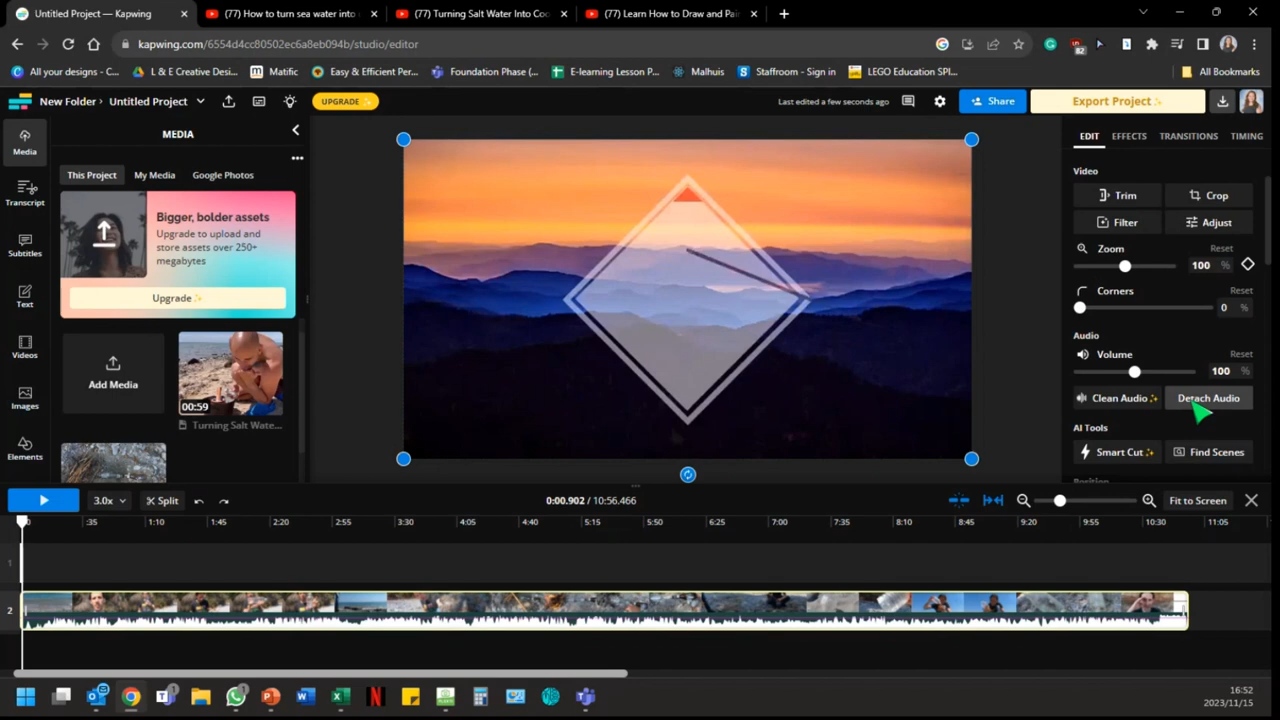 Untitled Project — Kapwing
(77) How to turn sea water into
(77) Turning Salt Water Into Coo
(77) Learn How to Draw and Pai
kapwing.com/6554d4cc80502ec6a8eb094b/studio/editor
82
All your designs - C...
L & E Creative Desi...
Matific
Easy & Efficient Per...
Foundation Phase (...
E-learning Lesson P...
Malhuis
Staffroom - Sign in
LEGO Education SPI...
All Bookmarks
New Folder › Untitled Project
UPGRADE
Last edited a few seconds ago
Share
Export Project
Media
Transcript
Subtitles
Text
Videos
Images
Elements
MEDIA
This Project
My Media
Google Photos
Bigger, bolder assets
Upgrade to upload and
store assets over 250+
megabytes
Upgrade
Add Media
00:59
Turning Salt Wate...
EDIT
EFFECTS
TRANSITIONS
TIMING
Video
Trim
Crop
Filter
Adjust
Zoom
Reset
100 %
Corners
Reset
0 %
Audio
Volume
Reset
100 %
Clean Audio
Detach Audio
AI Tools
Smart Cut
Find Scenes
Position
3.0x
Split
0:00.902 / 10:56.466
Fit to Screen
:0 :35 1:10 1:45 2:20 2:55 3:30 4:05 4:40 5:15 5:50 6:25 7:00 7:35 8:10 8:45 9:20 9:55 10:30 11:05
1
2
16:52
2023/11/15